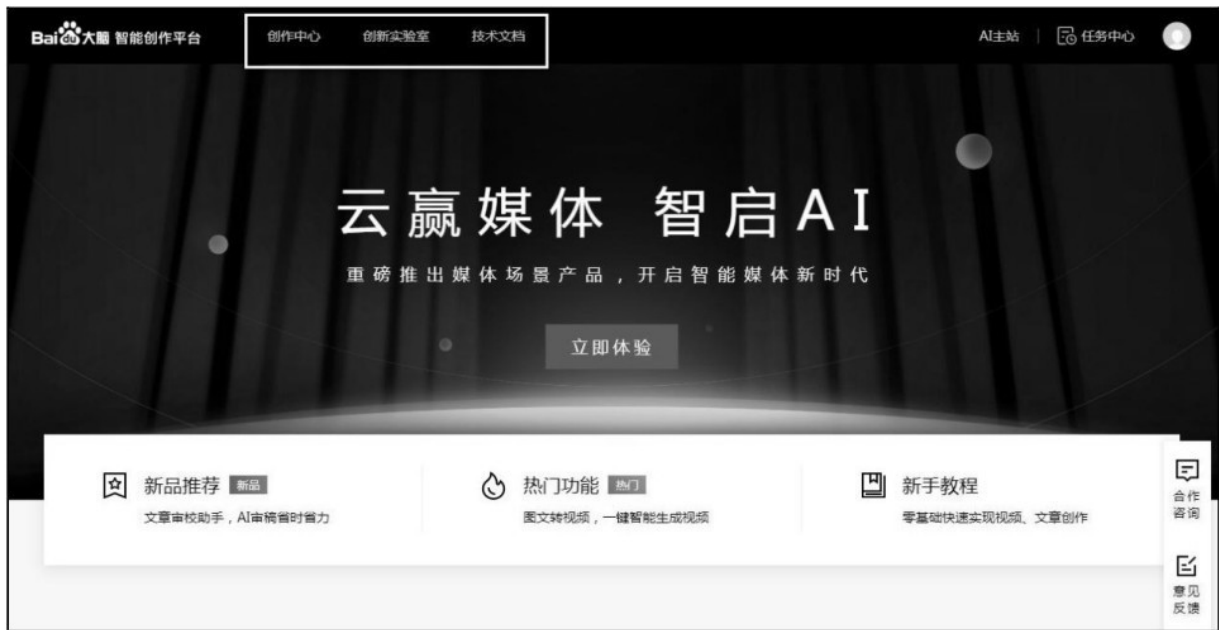 Bai du 大脑 智能创作平台 创作中心 创新实验室 技术文档 AI主站 任务中心
云赢媒体 智启AI
重磅推出媒体场景产品，开启智能媒体新时代
立即体验
新品推荐 新品
文章审校助手，AI审稿省时省力
热门功能 热门
图文转视频，一键智能生成视频
新手教程
零基础快速实现视频、文章创作
合作
咨询
意见
反馈